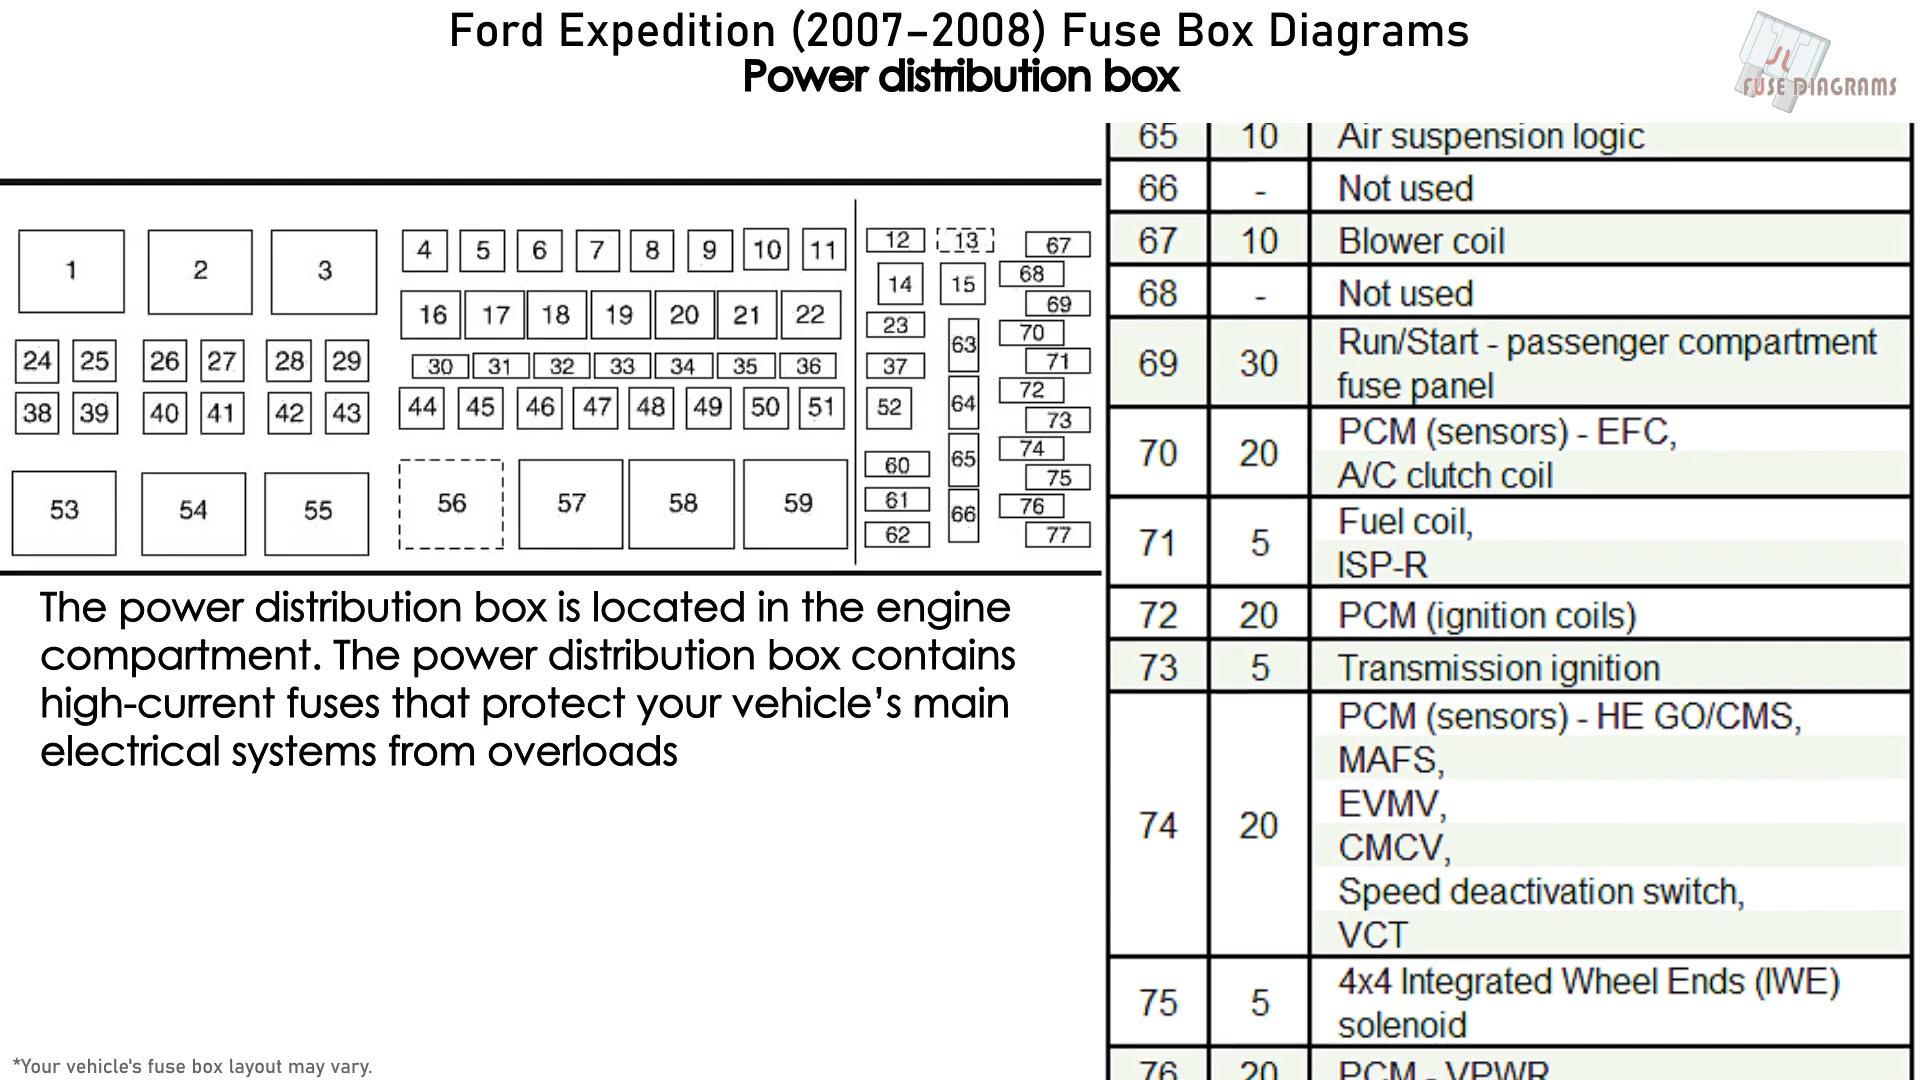 Ford Expedition (2007–2008) Fuse Box Diagrams
Power distribution box
JL
FUSE DIAGRAMS
1 2 3 4 5 6 7 8 9 10 11 12 13 67
14 15 68
69
16 17 18 19 20 21 22 23 70
63
24 25 26 27 28 29 30 31 32 33 34 35 36 37 71
72
38 39 40 41 42 43 44 45 46 47 48 49 50 51 52 64 73
74
60 65 75
53 54 55 56 57 58 59 61 66 76
62 77
The power distribution box is located in the engine
compartment. The power distribution box contains
high-current fuses that protect your vehicle’s main
electrical systems from overloads
*Your vehicle's fuse box layout may vary.
65 10 Air suspension logic
66 - Not used
67 10 Blower coil
68 - Not used
69 30 Run/Start - passenger compartment
fuse panel
70 20 PCM (sensors) - EFC,
A/C clutch coil
71 5 Fuel coil,
ISP-R
72 20 PCM (ignition coils)
73 5 Transmission ignition
74 20 PCM (sensors) - HE GO/CMS,
MAFS,
EVMV,
CMCV,
Speed deactivation switch,
VCT
75 5 4x4 Integrated Wheel Ends (IWE)
solenoid
76 20 PCM - VPWR